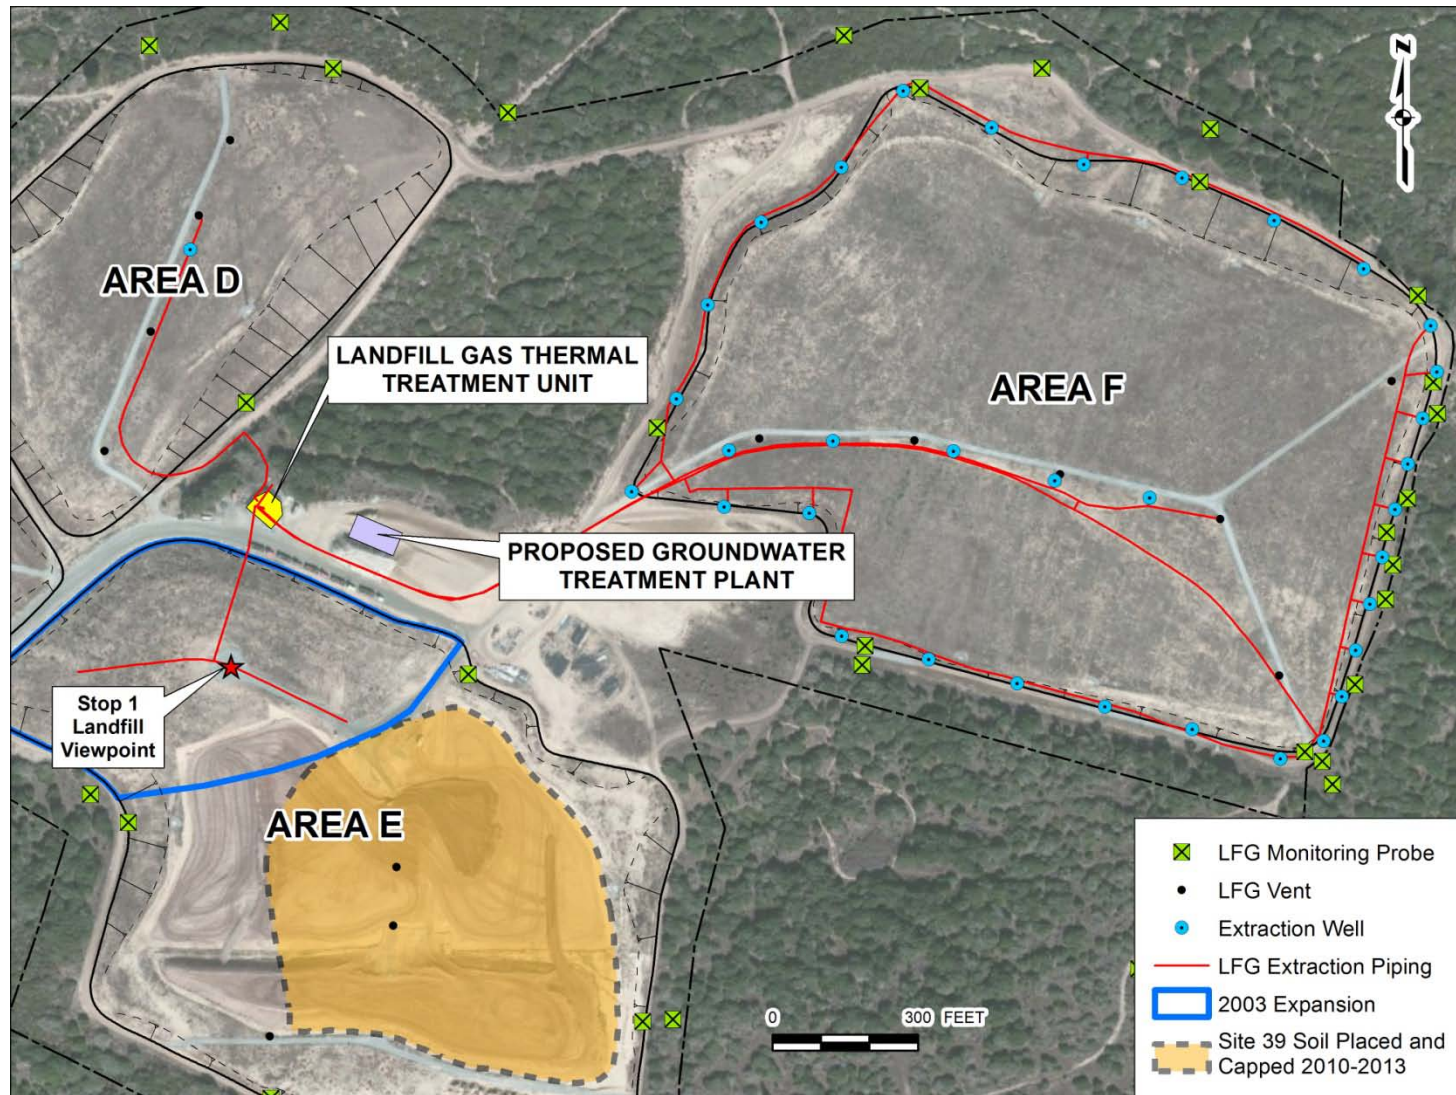 N
AREA D
LANDFILL GAS THERMAL
TREATMENT UNIT
AREA F
PROPOSED GROUNDWATER
TREATMENT PLANT
Stop 1
Landfill
Viewpoint
AREA E
LFG Monitoring Probe
LFG Vent
Extraction Well
LFG Extraction Piping
2003 Expansion
Site 39 Soil Placed and
Capped 2010-2013
0 300 FEET